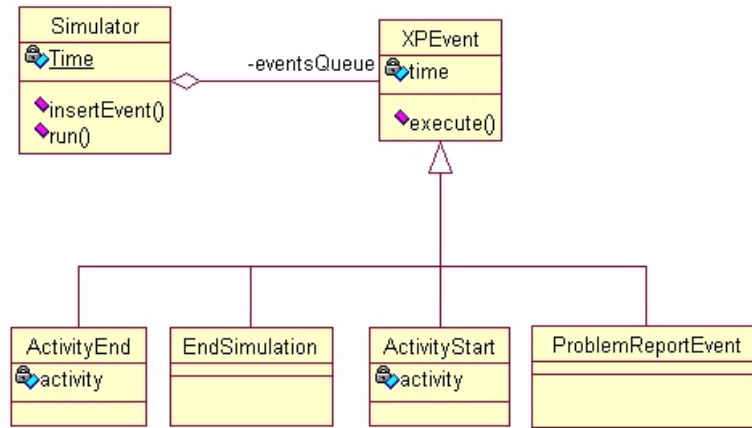 Simulator
Time
insertEvent()
run()
-eventsQueue
XPEvent
time
execute()
ActivityEnd
activity
EndSimulation
ActivityStart
activity
ProblemReportEvent